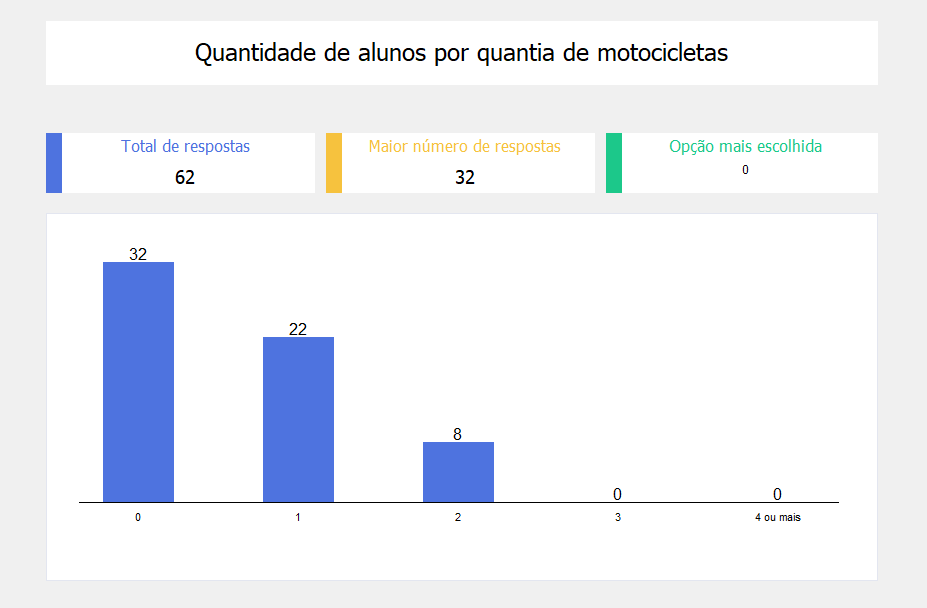 Quantidade de alunos por quantia de motocicletas
Total de respostas
62
Maior número de respostas
32
Opção mais escolhida
0
32
22
8
0
0
0
1
2
3
4 ou mais